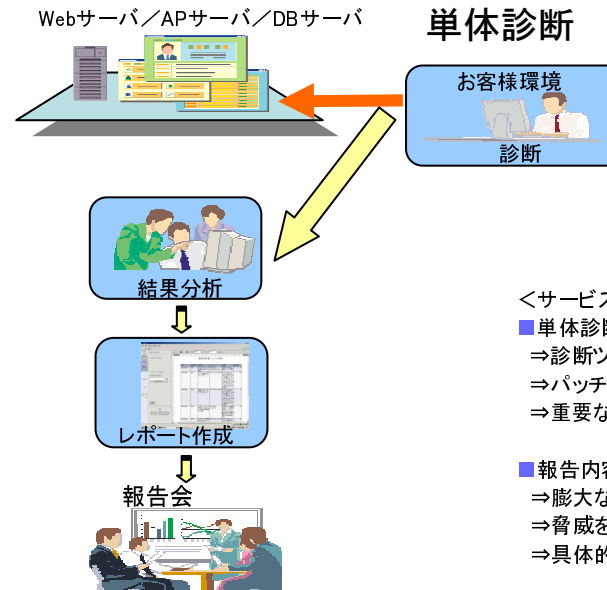 Webサーバ／APサーバ／DBサーバ
単体診断
お客様環境
診断
結果分析
レポート作成
報告会
＜サービス
■単体診断
⇒診断ツ
⇒パッチ
⇒重要な
■報告内容
⇒膨大な
⇒脅威を
⇒具体的